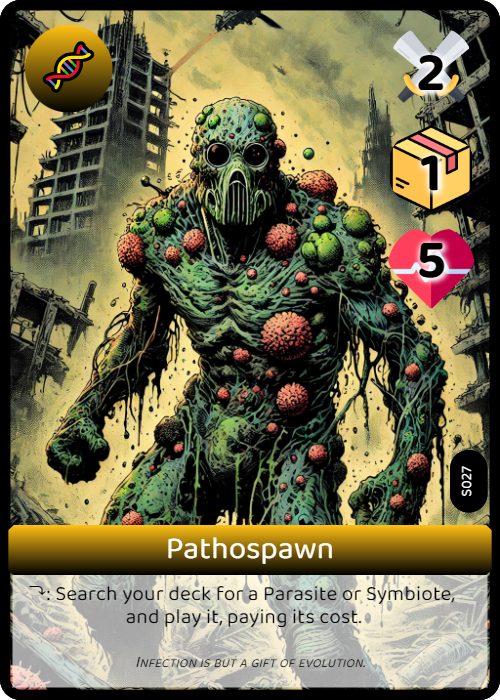 2
1
5
S027
Pathospawn
⤵: Search your deck for a Parasite or Symbiote,
and play it, paying its cost.
Infection is but a gift of evolution.